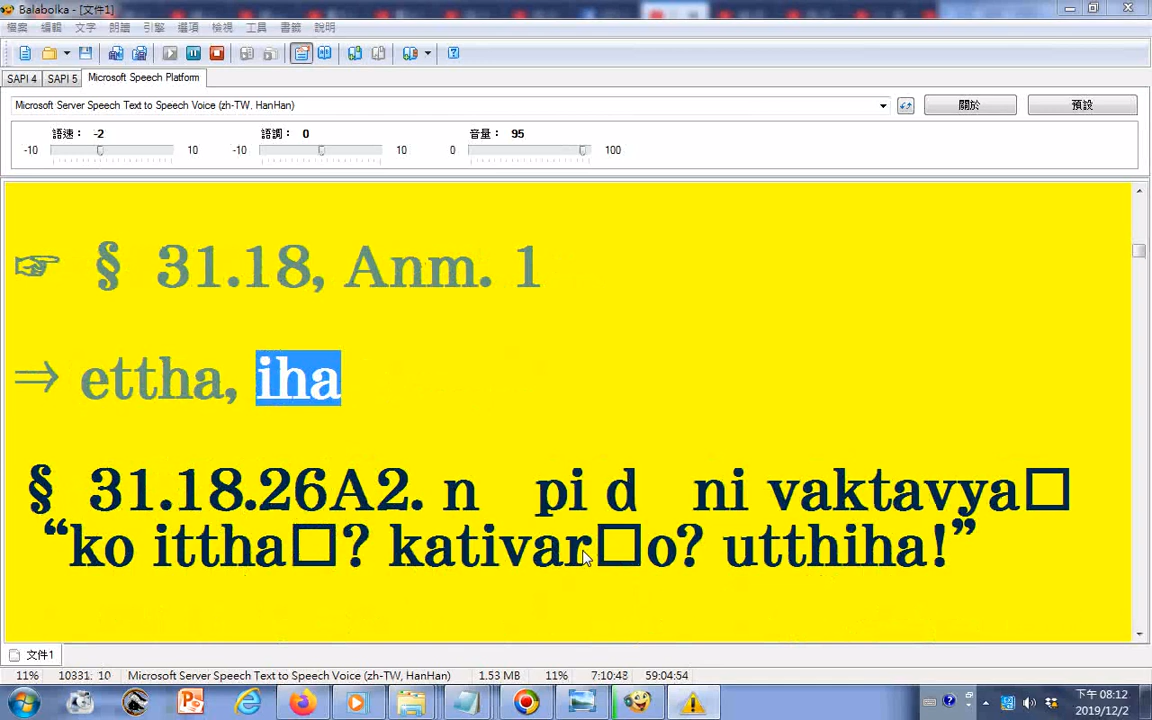 Balabolka - [文件1]
檔案 編輯 文字 朗讀 引擎 選項 檢視 工具 書籤 說明
SAPI 4 SAPI 5 Microsoft Speech Platform
Microsoft Server Speech Text to Speech Voice (zh-TW, HanHan) 關於 預設
語速： -2 語調： 0 音量： 95
-10 10 -10 10 0 100
☞ § 31.18, Anm. 1
⇒ ettha, iha
§ 31.18.26A2. n pi d ni vaktavya□
“ko ittha□? kativar□o? utthiha!”
文件1
11% 10331: 10 Microsoft Server Speech Text to Speech Voice (zh-TW, HanHan) 1.53 MB 11% 7:10:48 59:04:54
下午 08:12
2019/12/2